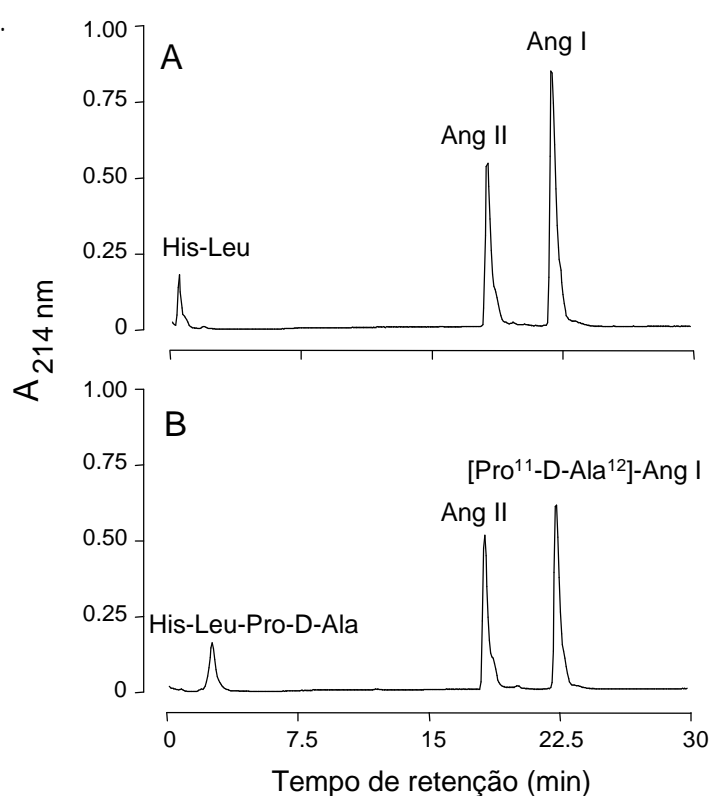 .
1.00
A
Ang I
0.75
Ang II
0.50
His-Leu
0.25
0
A 214 nm
1.00
B
0.75
[Pro¹¹-D-Ala¹²]-Ang I
Ang II
0.50
0.25
His-Leu-Pro-D-Ala
0
0 7.5 15 22.5 30
Tempo de retenção (min)